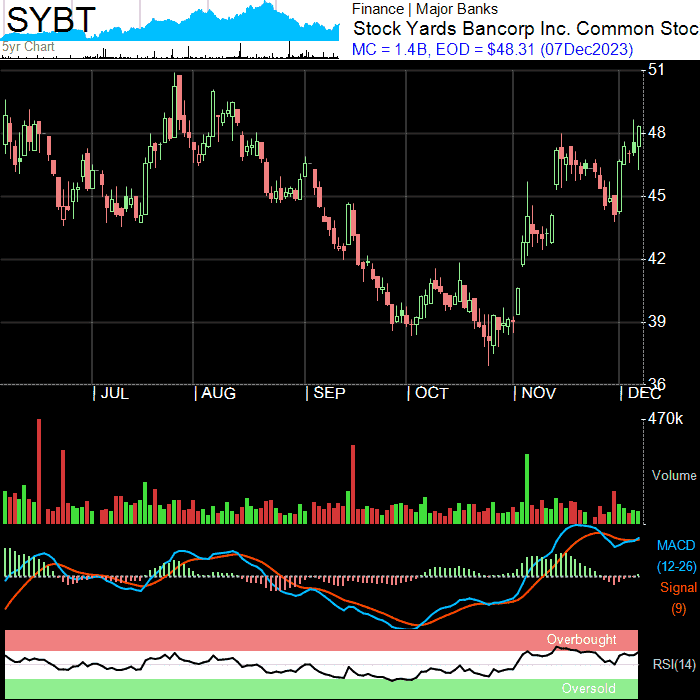 SYBT
5yr Chart
Finance | Major Banks
Stock Yards Bancorp Inc. Common Stoc
MC = 1.4B, EOD = $48.31 (07Dec2023)
51
48
45
42
39
36
JUL
AUG
SEP
OCT
NOV
DEC
470k
Volume
MACD
(12-26)
Signal
(9)
Overbought
RSI(14)
Oversold